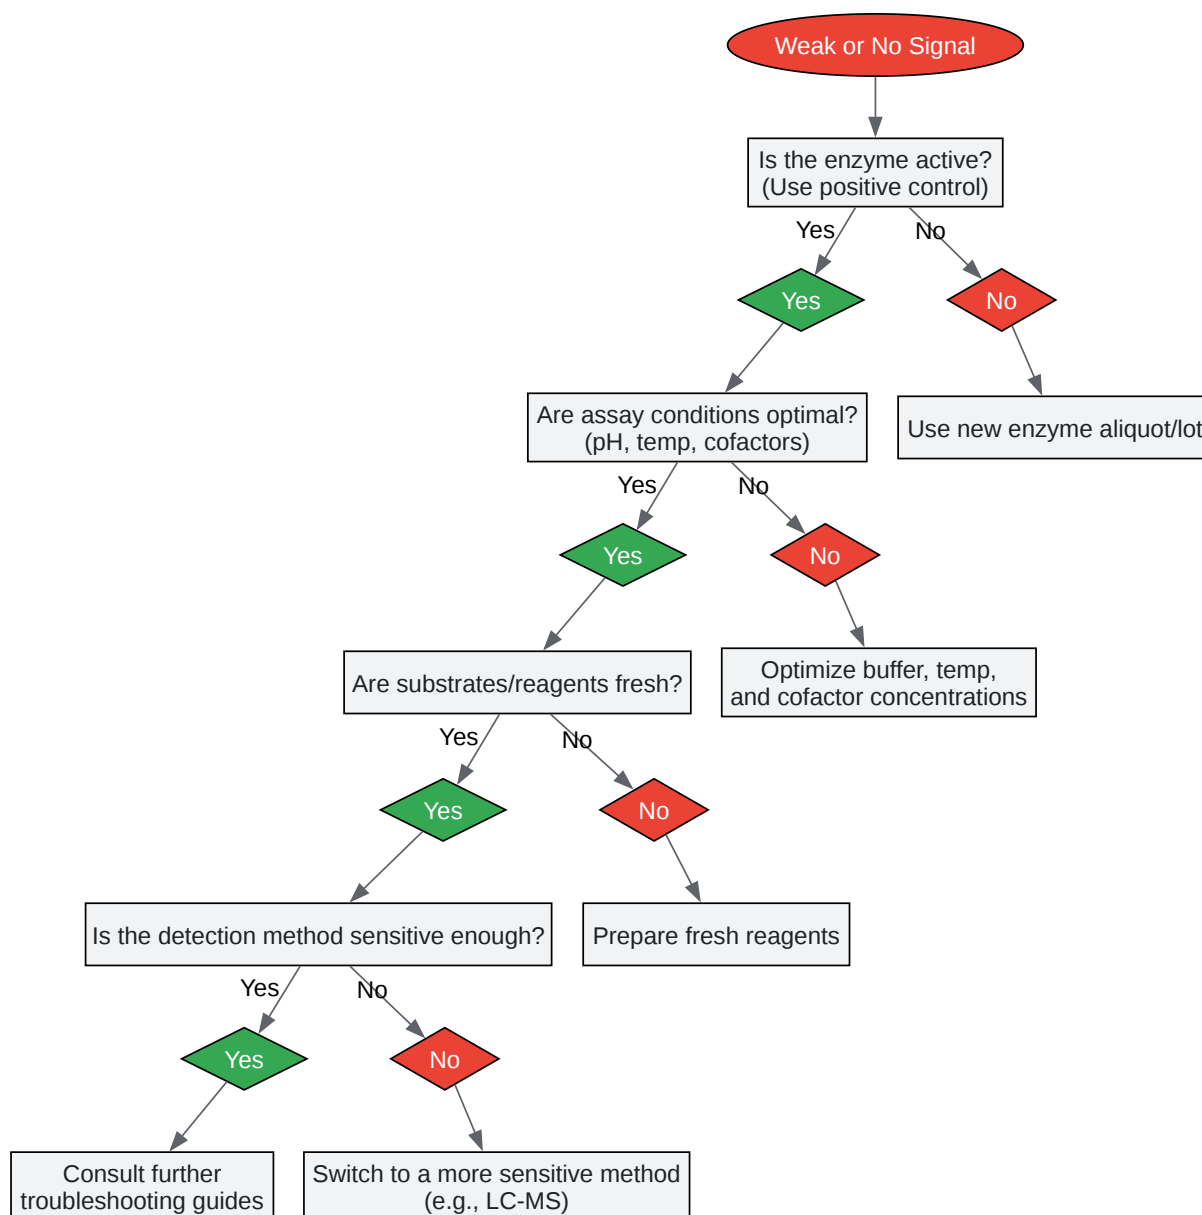 Weak or No Signal
Is the enzyme active?
(Use positive control)
Yes
No
Yes
No
Are assay conditions optimal?
(pH, temp, cofactors)
Use new enzyme aliquot/lot
Yes
No
Yes
No
Are substrates/reagents fresh?
Optimize buffer, temp,
and cofactor concentrations
Yes
No
Yes
No
Is the detection method sensitive enough?
Prepare fresh reagents
Yes
No
Yes
No
Consult further
troubleshooting guides
Switch to a more sensitive method
(e.g., LC-MS)